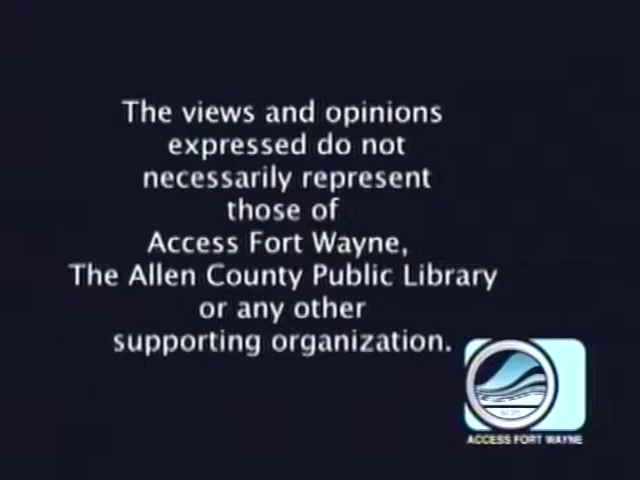 The views and opinions
expressed do not
necessarily represent
those of
Access Fort Wayne,
The Allen County Public Library
or any other
supporting organization.
ACCESS FORT WAYNE